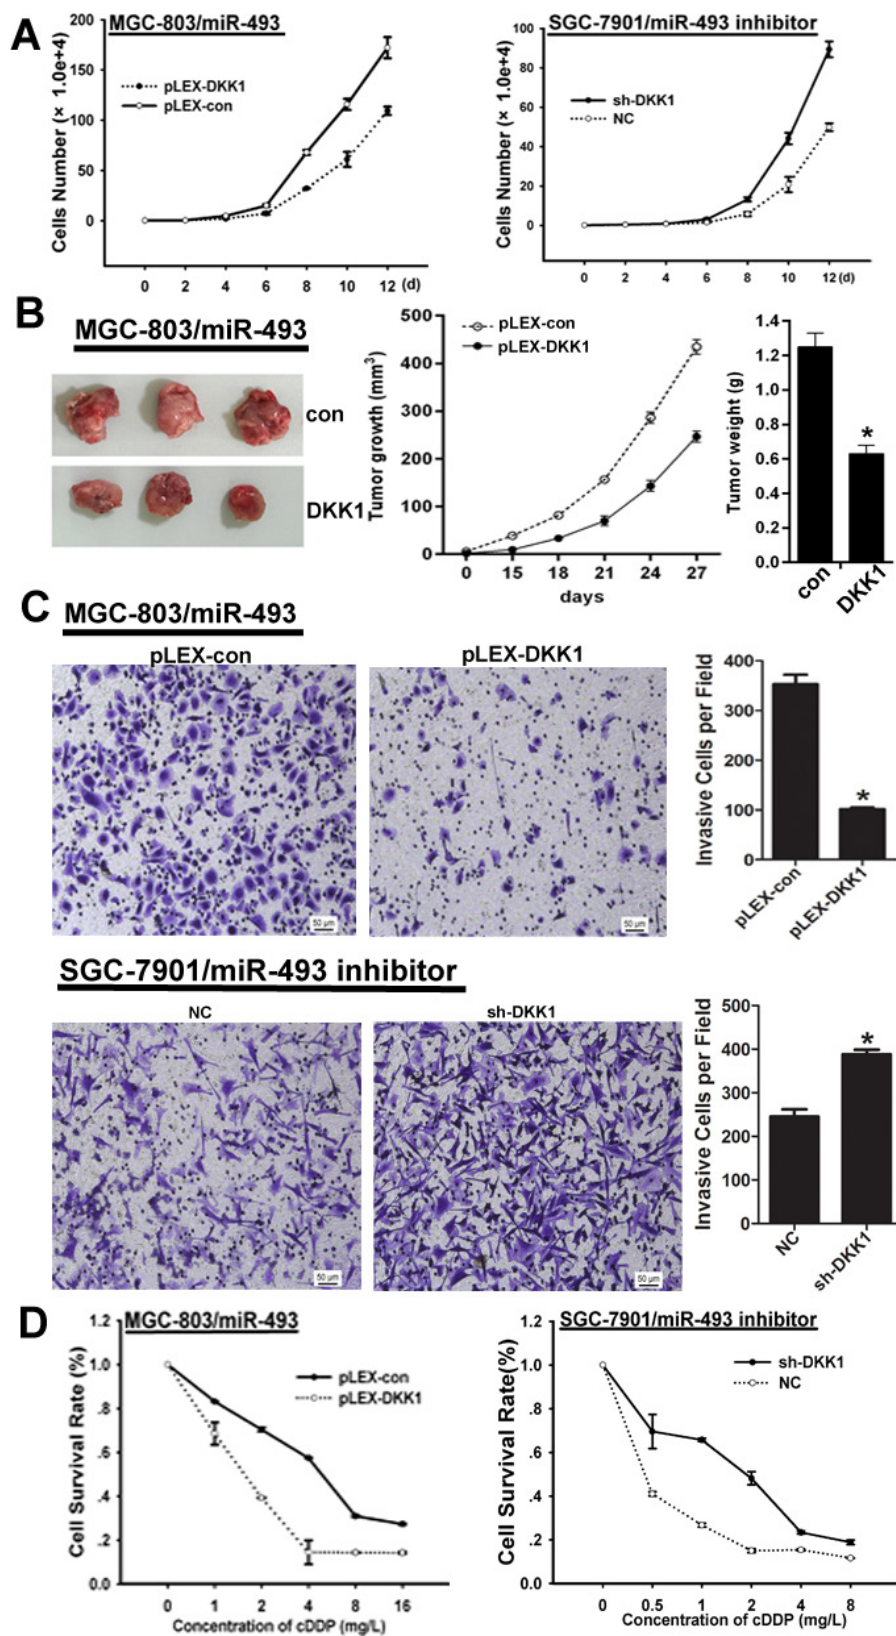 A
MGC-803/miR-493
Cells Number (× 1.0e+4)
200
150
100
50
0
pLEX-DKK1
pLEX-con
0 2 4 6 8 10 12 (d)
SGC-7901/miR-493 inhibitor
Cells Number (× 1.0e+4)
100
80
60
40
20
0
sh-DKK1
NC
0 2 4 6 8 10 12 (d)
B
MGC-803/miR-493
con
DKK1
Tumor growth (mm³)
500
400
300
200
100
0
pLEX-con
pLEX-DKK1
0 15 18 21 24 27
days
Tumor weight (g)
1.4
1.2
1.0
0.8
0.6
0.4
0.2
0.0
*
con
DKK1
C
MGC-803/miR-493
pLEX-con
pLEX-DKK1
50 µm
50 µm
Invasive Cells per Field
400
300
200
100
0
*
pLEX-con
pLEX-DKK1
SGC-7901/miR-493 inhibitor
NC
sh-DKK1
50 µm
50 µm
Invasive Cells per Field
500
400
300
200
100
0
*
NC
sh-DKK1
D
MGC-803/miR-493
Cell Survival Rate (%)
1.2
1.0
.8
.6
.4
.2
0.0
pLEX-con
pLEX-DKK1
0 1 2 4 8 16
Concentration of cDDP (mg/L)
SGC-7901/miR-493 inhibitor
Cell Survival Rate(%)
1.2
1.0
.8
.6
.4
.2
0.0
sh-DKK1
NC
0 0.5 1 2 4 8
Concentration of cDDP (mg/L)